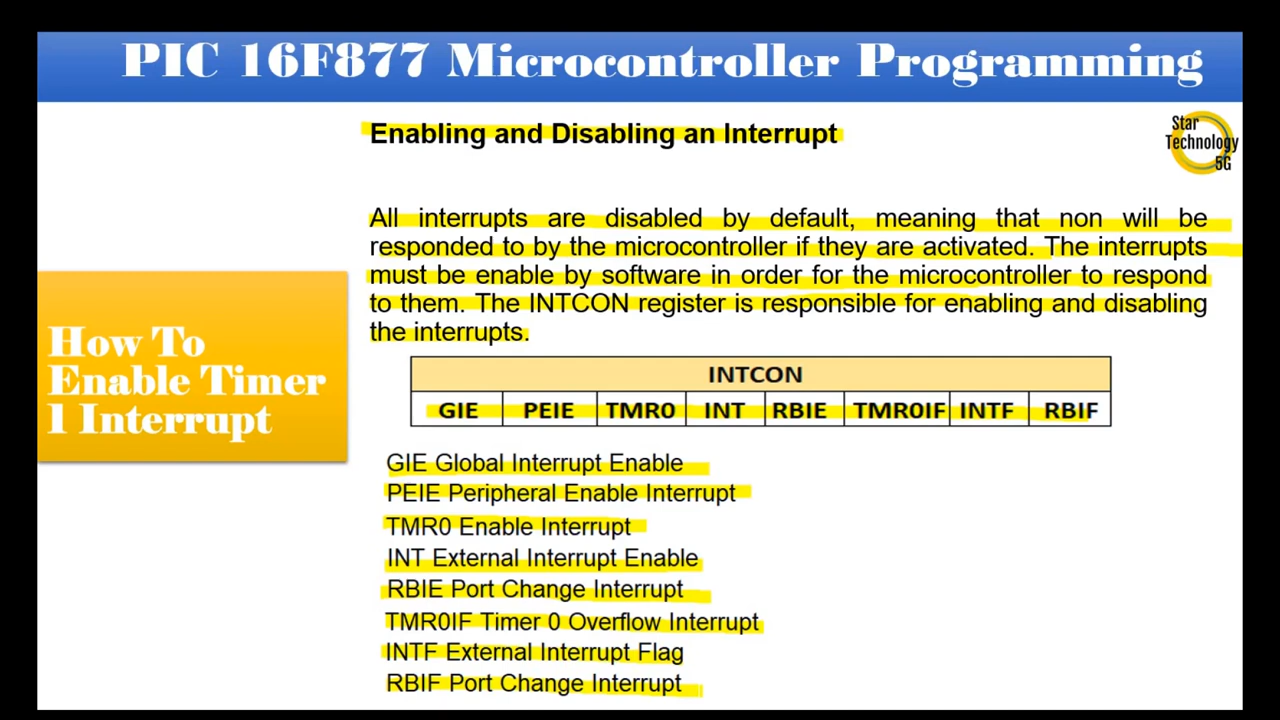 PIC 16F877 Microcontroller Programming
Star
Technology
5G
Enabling and Disabling an Interrupt
All interrupts are disabled by default, meaning that non will be
responded to by the microcontroller if they are activated. The interrupts
must be enable by software in order for the microcontroller to respond
to them. The INTCON register is responsible for enabling and disabling
the interrupts.
How To
Enable Timer
1 Interrupt
INTCON
GIE PEIE TMR0 INT RBIE TMR0IF INTF RBIF
GIE Global Interrupt Enable
PEIE Peripheral Enable Interrupt
TMR0 Enable Interrupt
INT External Interrupt Enable
RBIE Port Change Interrupt
TMR0IF Timer 0 Overflow Interrupt
INTF External Interrupt Flag
RBIF Port Change Interrupt